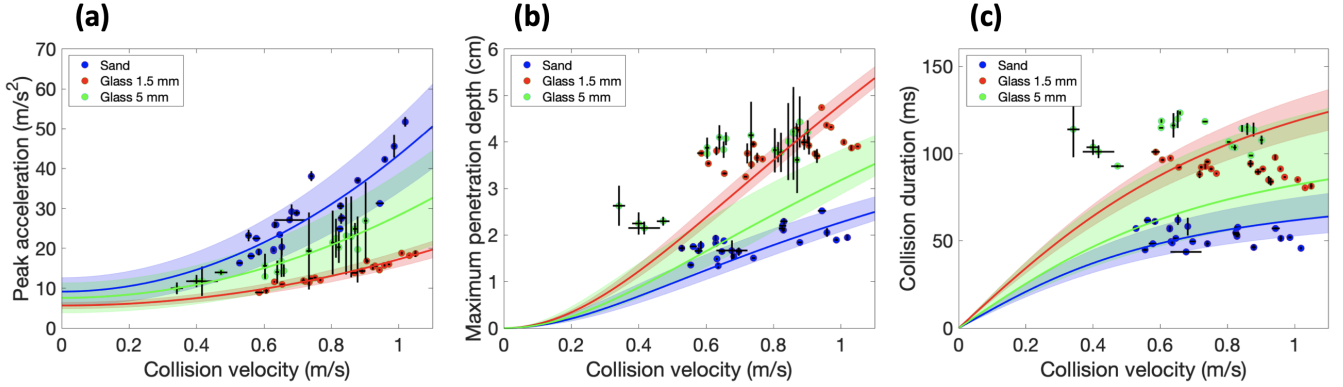 (a)
Peak acceleration (m/s²)
70
60
50
40
30
20
10
0
Sand
Glass 1.5 mm
Glass 5 mm
0 0.2 0.4 0.6 0.8 1
Collision velocity (m/s)
(b)
Maximum penetration depth (cm)
6
5
4
3
2
1
0
Sand
Glass 1.5 mm
Glass 5 mm
0 0.2 0.4 0.6 0.8 1
Collision velocity (m/s)
(c)
Collision duration (ms)
150
100
50
0
Sand
Glass 1.5 mm
Glass 5 mm
0 0.2 0.4 0.6 0.8 1
Collision velocity (m/s)